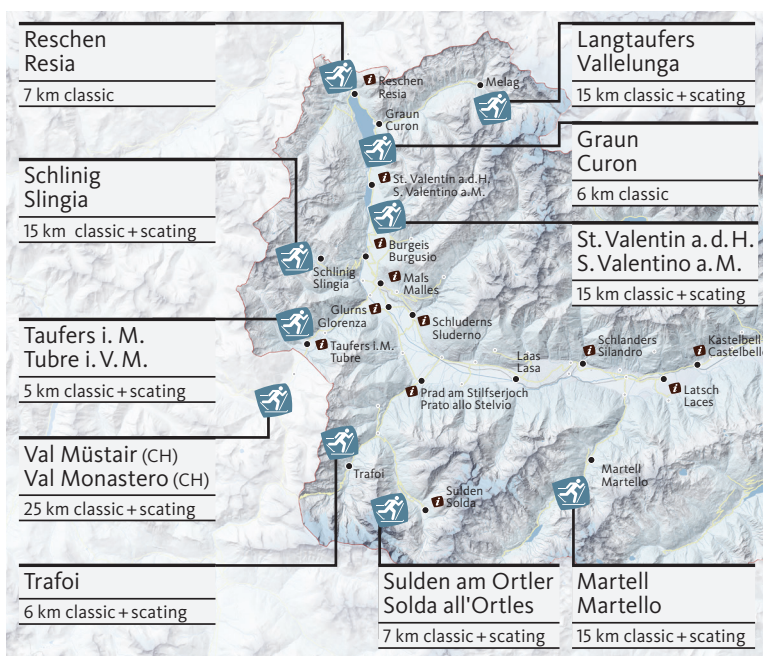 Reschen
Resia
7 km classic
Langtaufers
Vallelunga
15 km classic + scating
Graun
Curon
6 km classic
Schlinig
Slingia
15 km classic + scating
St. Valentin a. d. H.
S. Valentino a. M.
15 km classic + scating
Taufers i. M.
Tubre i. V. M.
5 km classic + scating
Val Müstair (CH)
Val Monastero (CH)
25 km classic + scating
Trafoi
6 km classic + scating
Sulden am Ortler
Solda all'Ortles
7 km classic + scating
Martell
Martello
15 km classic + scating
i Reschen
Resia
Melag
Graun
Curon
i St. Valentin a.d.H.
S. Valentino a.M.
i Burgeis
Burgusio
Schlinig
Slingia
i Mals
Malles
Glurns i
Glorenza
i Schluderns
Sluderno
i Taufers i.M.
Tubre
Laas
Lasa
i Schlanders
Silandro
i Kastelbell
Castelbello
i Latsch
Laces
i Prad am Stilfserjoch
Prato allo Stelvio
Trafoi
i Sulden
Solda
Martell
Martello